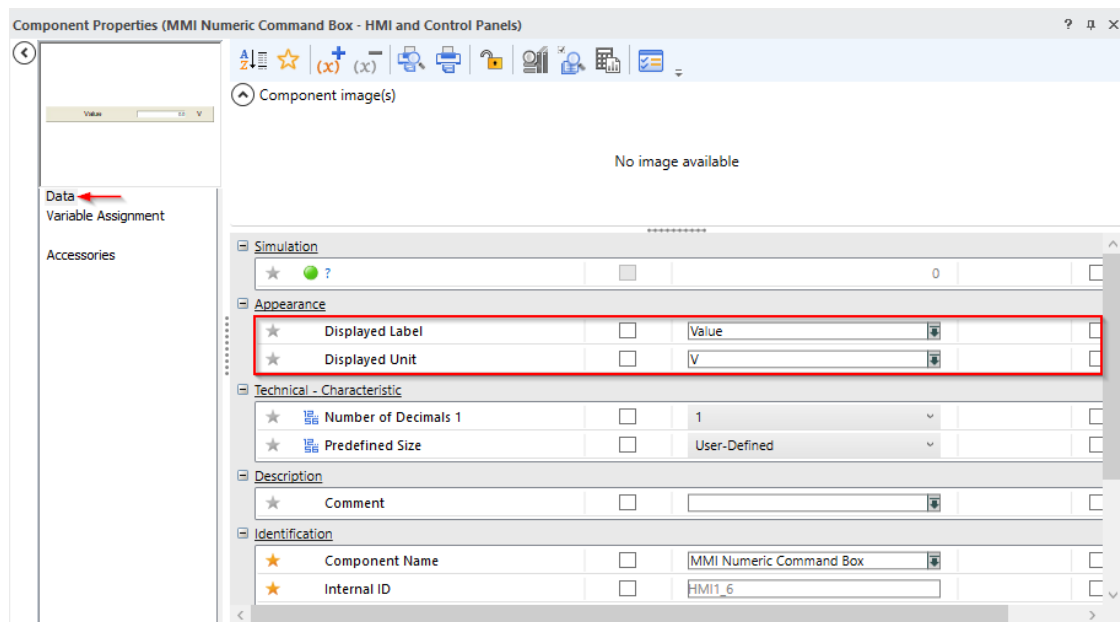 Component Properties (MMI Numeric Command Box - HMI and Control Panels)
Component image(s)
Value V
No image available
Data
Variable Assignment
Accessories
Simulation
? 0
Appearance
Displayed Label Value
Displayed Unit V
Technical - Characteristic
Number of Decimals 1 1
Predefined Size User-Defined
Description
Comment
Identification
Component Name MMI Numeric Command Box
Internal ID HMI1_6